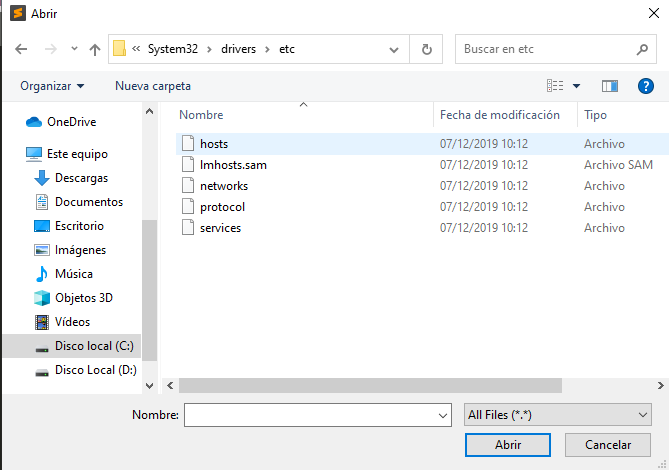 Abrir
« System32 > drivers > etc
Buscar en etc
Organizar
Nueva carpeta
?
OneDrive
Este equipo
Descargas
Documentos
Escritorio
Imágenes
Música
Objetos 3D
Vídeos
Disco local (C:)
Disco Local (D:)
Nombre Fecha de modificación Tipo
hosts 07/12/2019 10:12 Archivo
lmhosts.sam 07/12/2019 10:12 Archivo SAM
networks 07/12/2019 10:12 Archivo
protocol 07/12/2019 10:12 Archivo
services 07/12/2019 10:12 Archivo
Nombre:
All Files (*.*)
Abrir
Cancelar